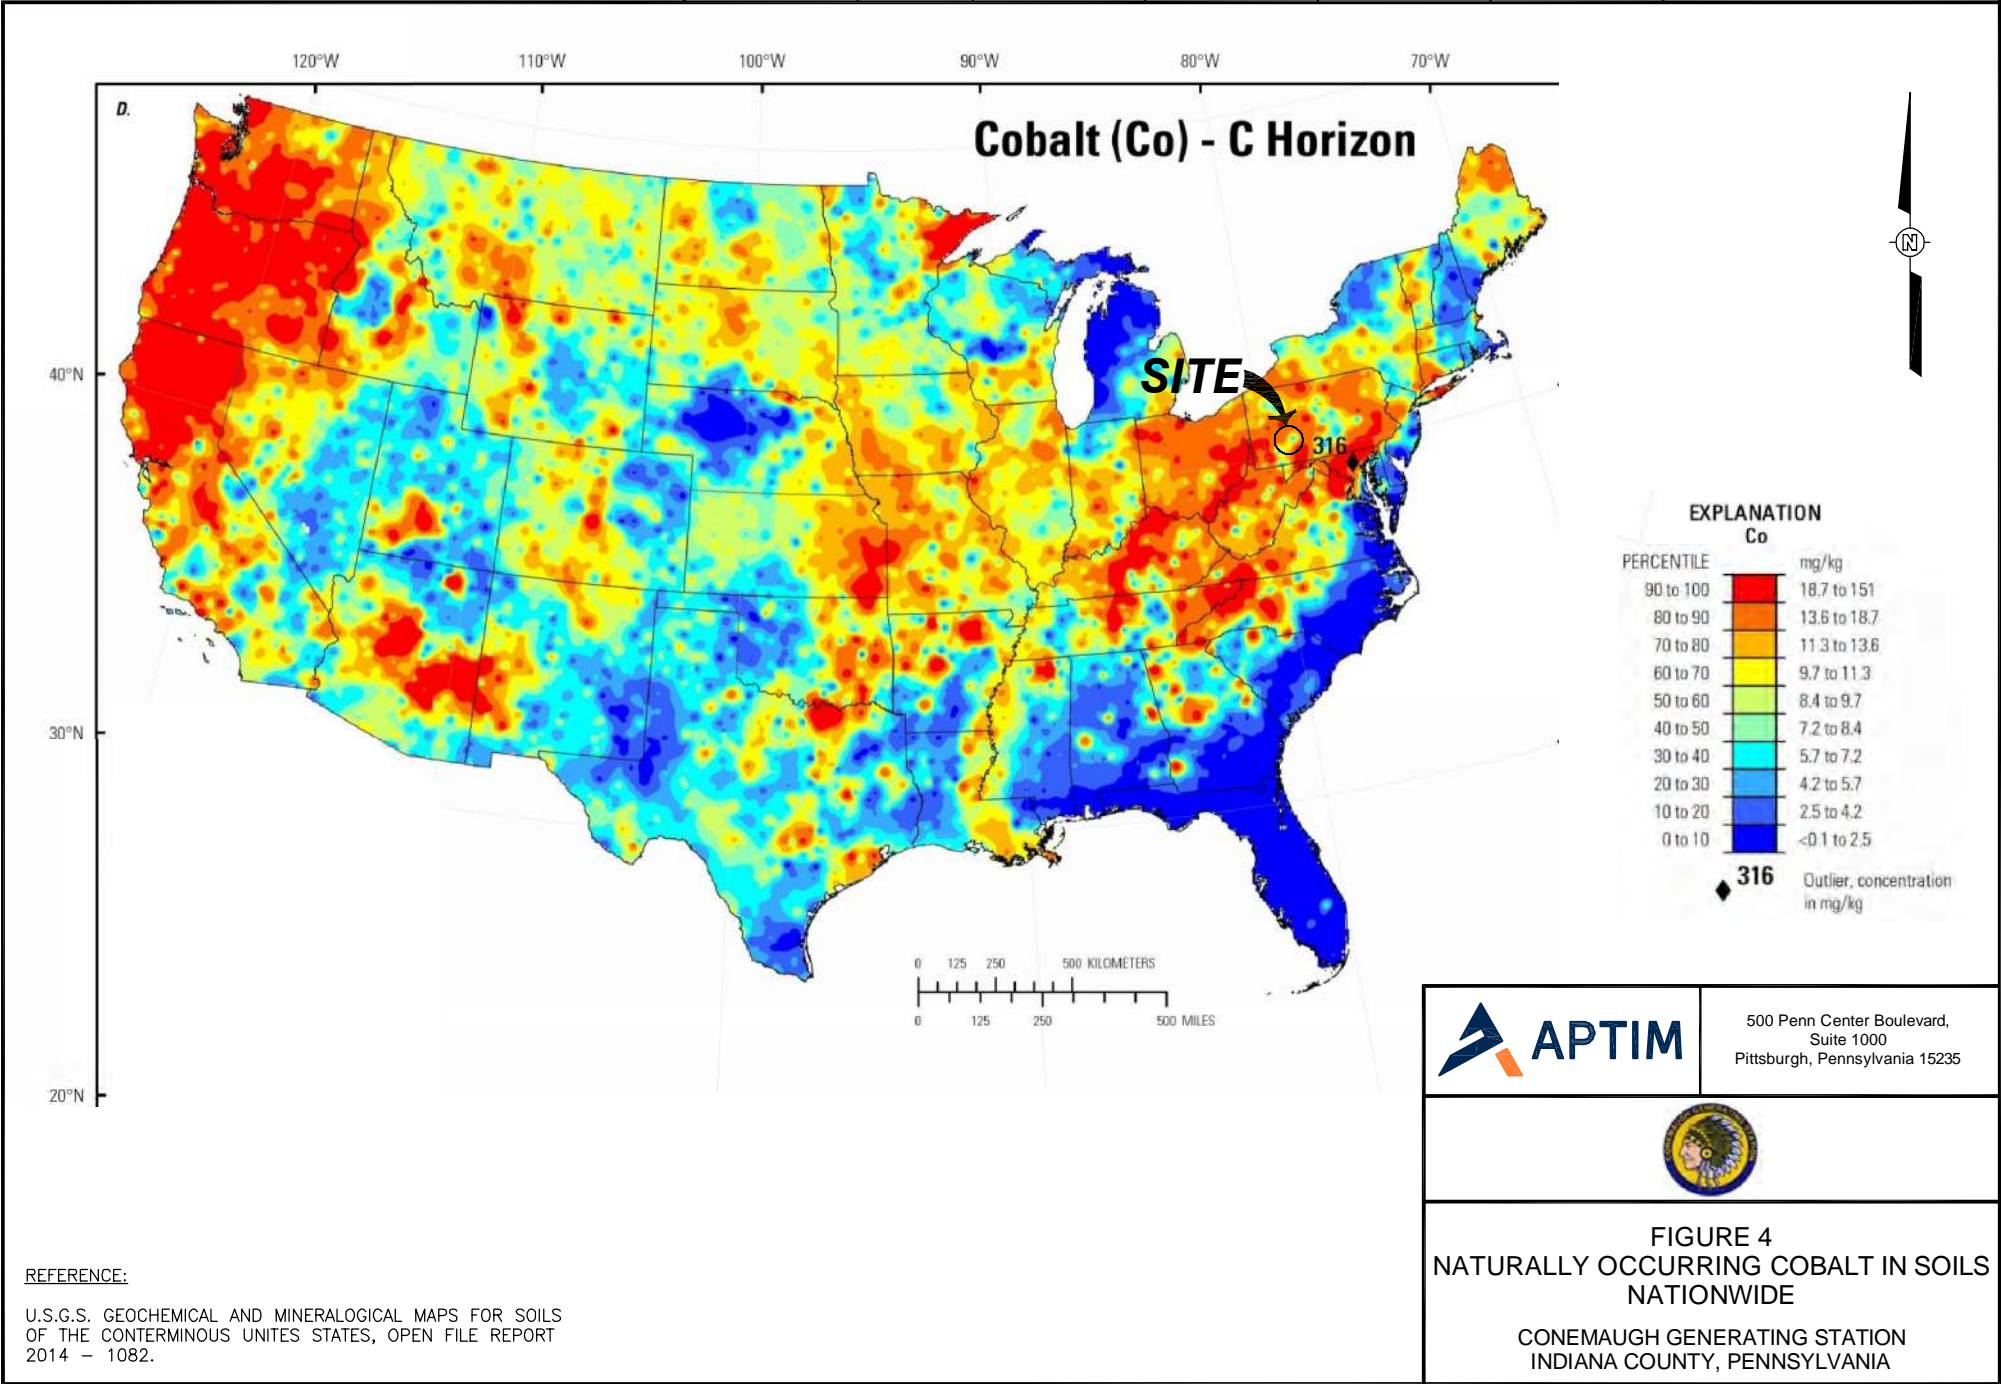 120°W
110°W
100°W
90°W
80°W
70°W
D.
Cobalt (Co) - C Horizon
N
40°N
SITE
316
30°N
20°N
EXPLANATION
Co
PERCENTILE mg/kg
90 to 100 18.7 to 151
80 to 90 13.6 to 18.7
70 to 80 11.3 to 13.6
60 to 70 9.7 to 11.3
50 to 60 8.4 to 9.7
40 to 50 7.2 to 8.4
30 to 40 5.7 to 7.2
20 to 30 4.2 to 5.7
10 to 20 2.5 to 4.2
0 to 10 <0.1 to 2.5
316 Outlier, concentration
in mg/kg
0 125 250 500 KILOMETERS
0 125 250 500 MILES
APTIM
500 Penn Center Boulevard,
Suite 1000
Pittsburgh, Pennsylvania 15235
CONEMAUGH GENERATING STATION
FIGURE 4
NATURALLY OCCURRING COBALT IN SOILS
NATIONWIDE
CONEMAUGH GENERATING STATION
INDIANA COUNTY, PENNSYLVANIA
REFERENCE:
U.S.G.S. GEOCHEMICAL AND MINERALOGICAL MAPS FOR SOILS
OF THE CONTERMINOUS UNITES STATES, OPEN FILE REPORT
2014 – 1082.